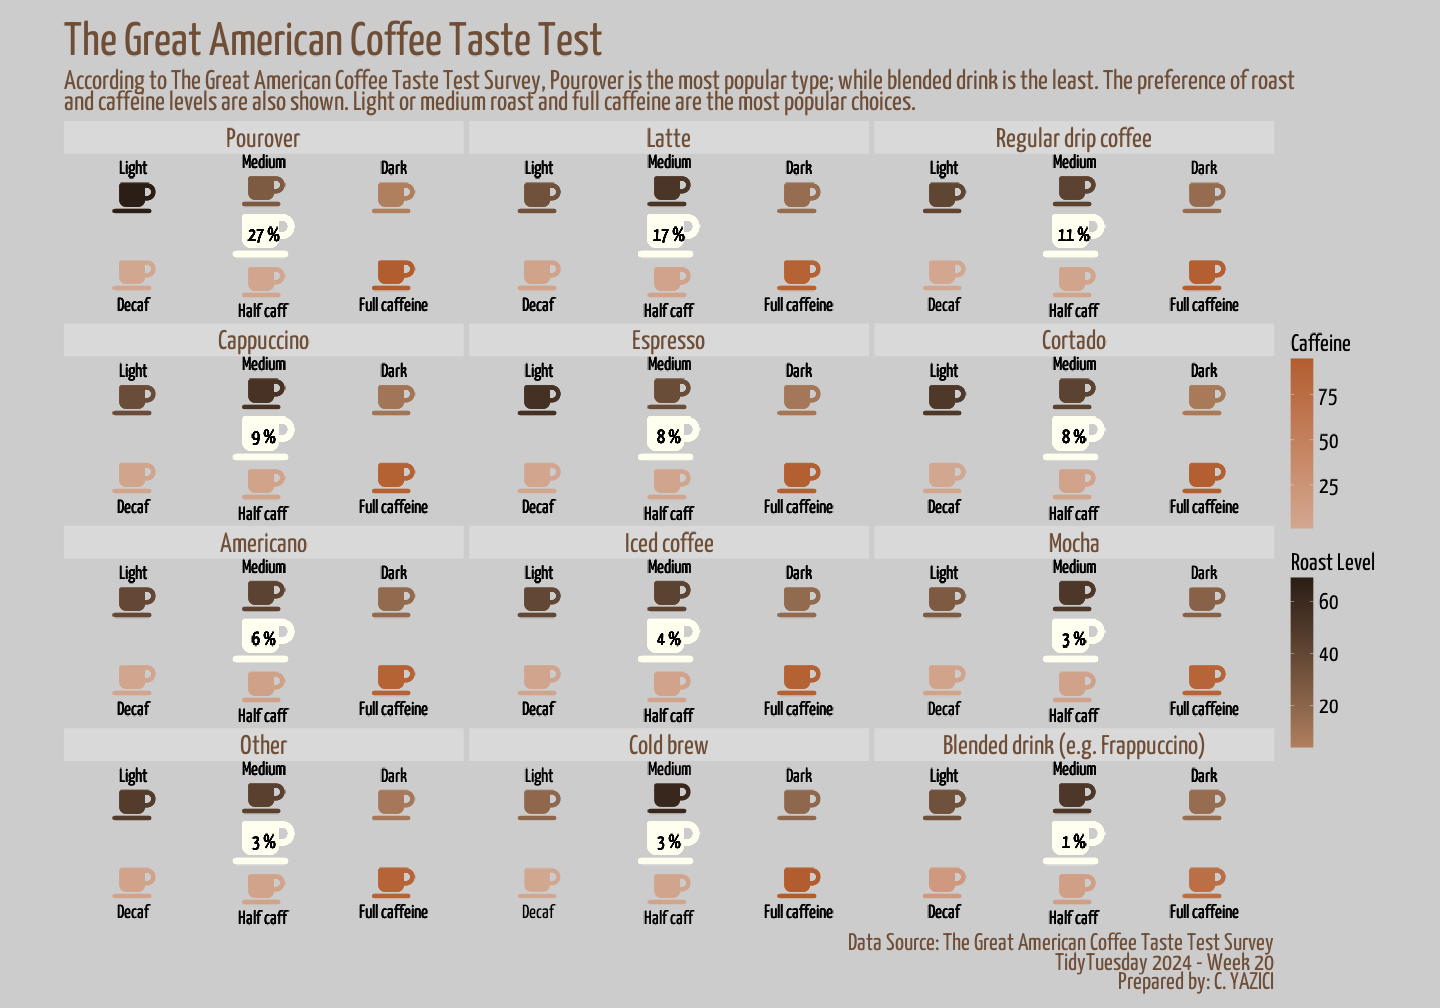 The Great American Coffee Taste Test
According to The Great American Coffee Taste Test Survey, Pourover is the most popular type; while blended drink is the least. The preference of roast
and caffeine levels are also shown. Light or medium roast and full caffeine are the most popular choices.
Pourover
Light Medium Dark
27 %
Decaf Half caff Full caffeine
Latte
Light Medium Dark
17 %
Decaf Half caff Full caffeine
Regular drip coffee
Light Medium Dark
11 %
Decaf Half caff Full caffeine
Cappuccino
Light Medium Dark
9 %
Decaf Half caff Full caffeine
Espresso
Light Medium Dark
8 %
Decaf Half caff Full caffeine
Cortado
Light Medium Dark
8 %
Decaf Half caff Full caffeine
Americano
Light Medium Dark
6 %
Decaf Half caff Full caffeine
Iced coffee
Light Medium Dark
4 %
Decaf Half caff Full caffeine
Mocha
Light Medium Dark
3 %
Decaf Half caff Full caffeine
Other
Light Medium Dark
3 %
Decaf Half caff Full caffeine
Cold brew
Light Medium Dark
3 %
Decaf Half caff Full caffeine
Blended drink (e.g. Frappuccino)
Light Medium Dark
1 %
Decaf Half caff Full caffeine
Caffeine
75
50
25
Roast Level
60
40
20
Data Source: The Great American Coffee Taste Test Survey
TidyTuesday 2024 - Week 20
Prepared by: C. YAZICI